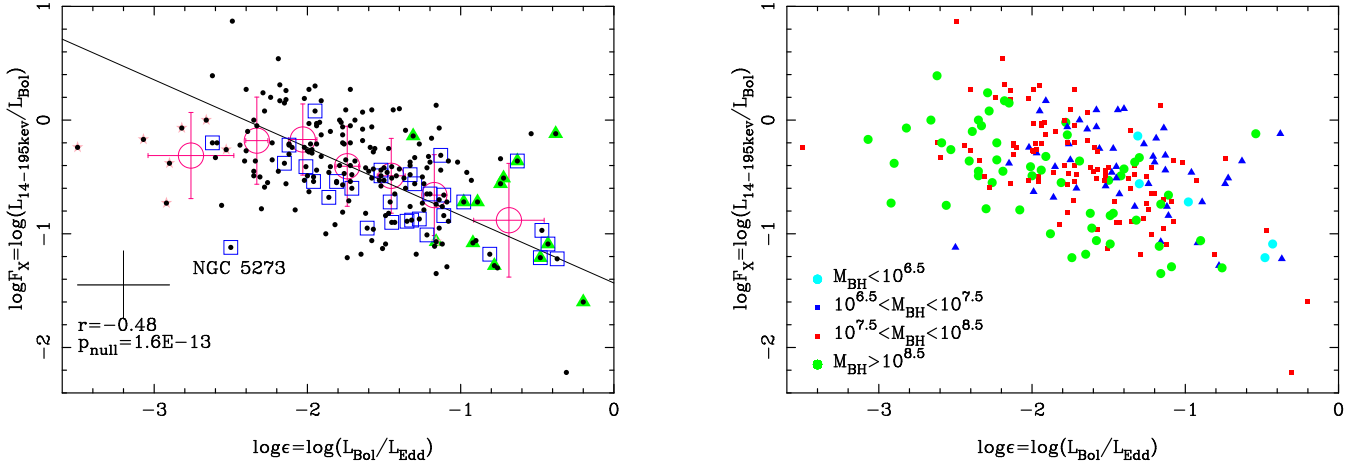 1
0
−1
−2
logF_X=log(L_14−195kev/L_Bol)
NGC 5273
r=−0.48
p_null=1.6E−13
−3
−2
−1
0
logϵ=log(L_Bol/L_Edd)
1
0
−1
−2
logF_X=log(L_14−195kev/L_Bol)
M_BH<10^6.5
10^6.5<M_BH<10^7.5
10^7.5<M_BH<10^8.5
M_BH>10^8.5
−3
−2
−1
0
logϵ=log(L_Bol/L_Edd)